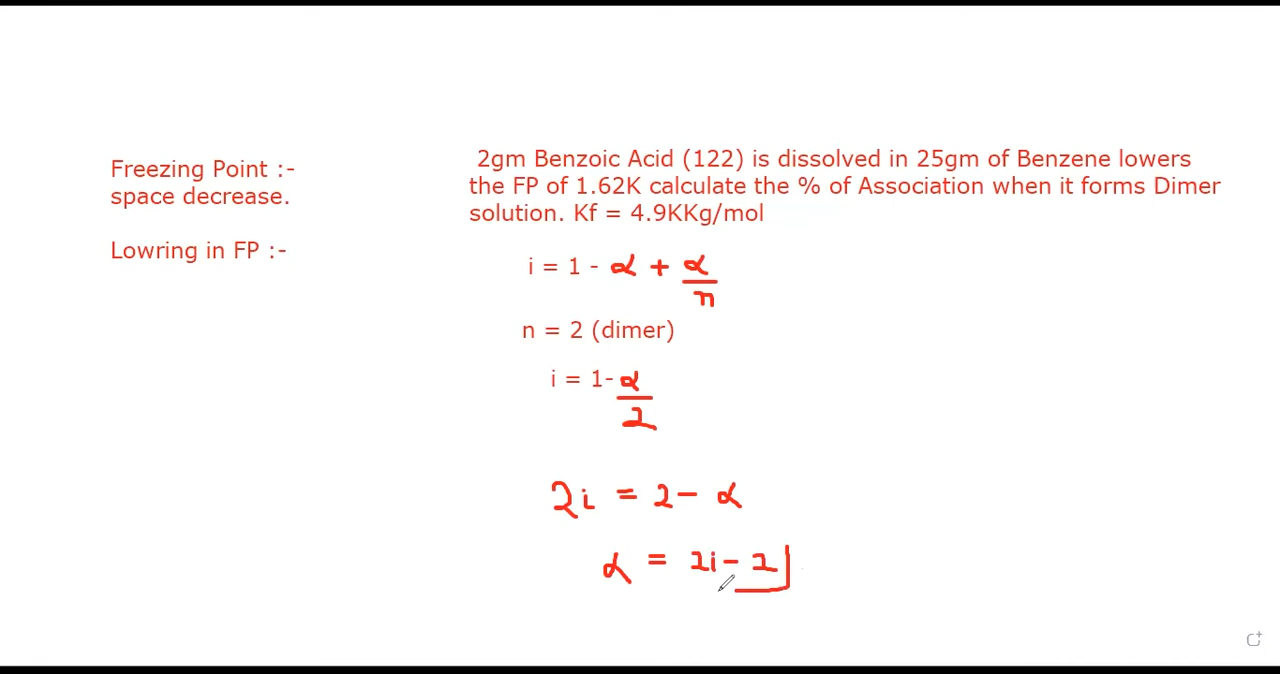 Freezing Point :-
space decrease.
Lowring in FP :-
2gm Benzoic Acid (122) is dissolved in 25gm of Benzene lowers
the FP of 1.62K calculate the % of Association when it forms Dimer
solution. Kf = 4.9KKg/mol
i = 1 - α + α/n
n = 2 (dimer)
i = 1- α/2
2i = 2 - α
α = 2i - 2